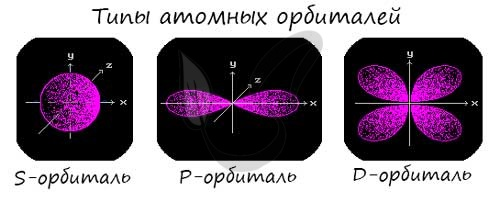 Типы атомных орбиталей
y
z
x
y
z
x
y
x
S-орбиталь
P-орбиталь
D-орбиталь